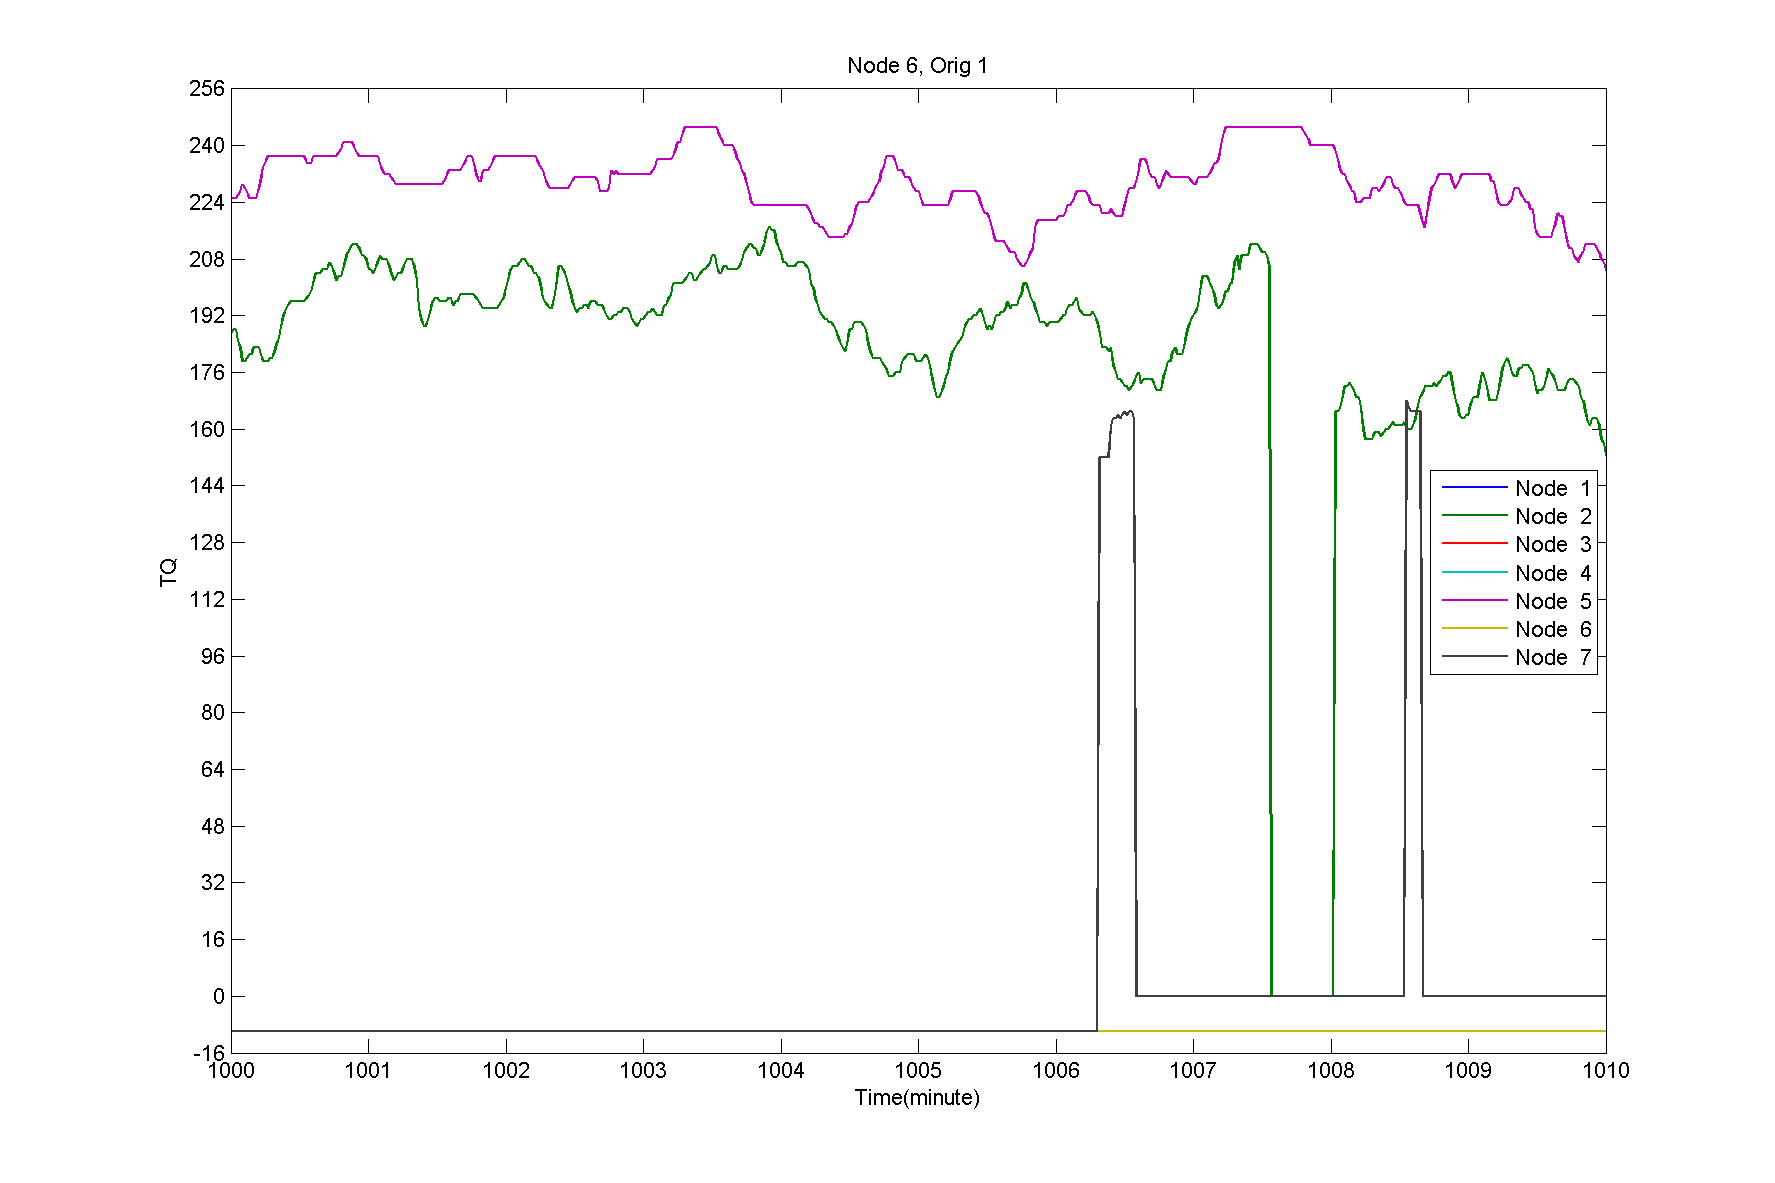 Node 6, Orig 1
256
240
224
208
192
176
160
144
128
112
96
80
64
48
32
16
0
-16
TQ
Node 1
Node 2
Node 3
Node 4
Node 5
Node 6
Node 7
1000 1001 1002 1003 1004 1005 1006 1007 1008 1009 1010
Time(minute)